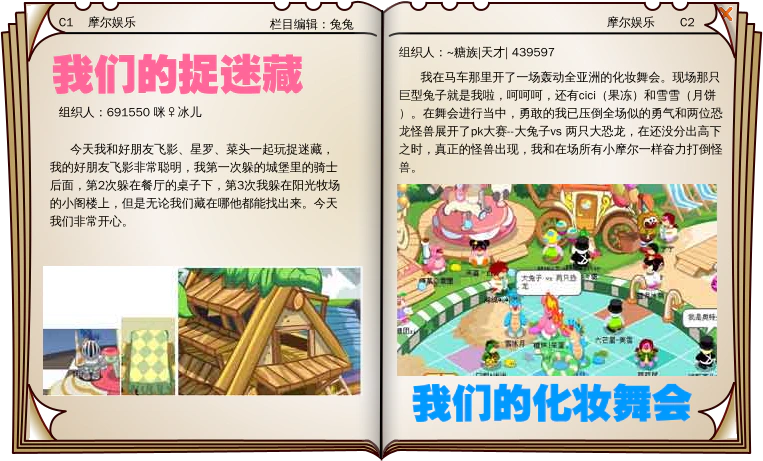 C1 摩尔娱乐
栏目编辑：兔兔
我们的捉迷藏
组织人：691550 咪♀冰儿
今天我和好朋友飞影、星罗、菜头一起玩捉迷藏，
我的好朋友飞影非常聪明，我第一次躲的城堡里的骑士
后面，第2次躲在餐厅的桌子下，第3次我躲在阳光牧场
的小阁楼上，但是无论我们藏在哪他都能找出来。今天
我们非常开心。
摩尔娱乐 C2
组织人：~糖族|天才| 439597
我在马车那里开了一场轰动全亚洲的化妆舞会。现场那只
巨型兔子就是我啦，呵呵呵，还有cici（果冻）和雪雪（月饼
）。在舞会进行当中，勇敢的我已压倒全场似的勇气和两位恐
龙怪兽展开了pk大赛--大兔子vs 两只大恐龙，在还没分出高下
之时，真正的怪兽出现，我和在场所有小摩尔一样奋力打倒怪
兽。
大兔子 vs 两只恐
龙
我们的化妆舞会